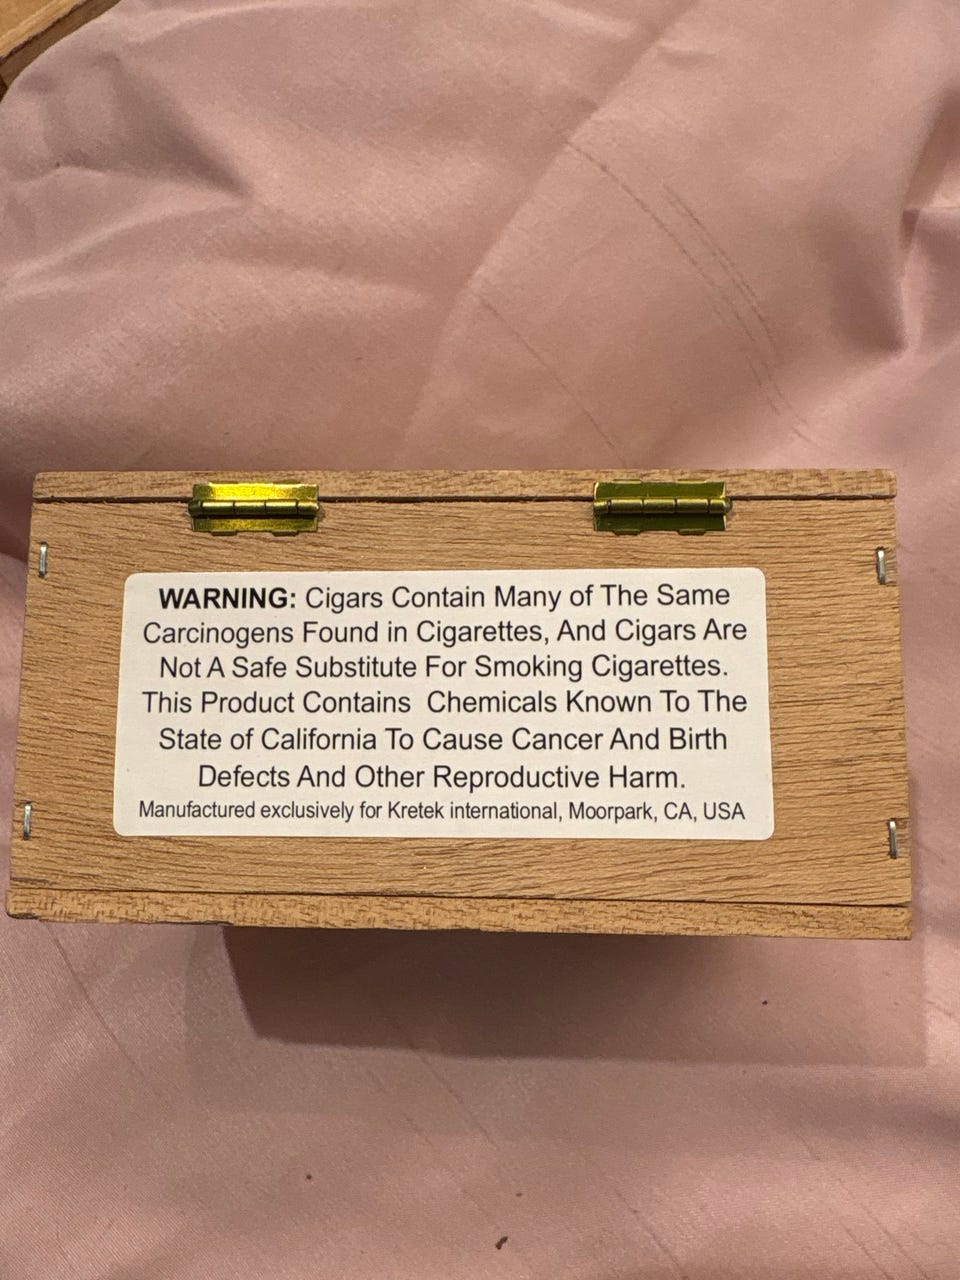 WARNING: Cigars Contain Many of The Same
Carcinogens Found in Cigarettes, And Cigars Are
Not A Safe Substitute For Smoking Cigarettes.
This Product Contains Chemicals Known To The
State of California To Cause Cancer And Birth
Defects And Other Reproductive Harm.
Manufactured exclusively for Kretek international, Moorpark, CA, USA